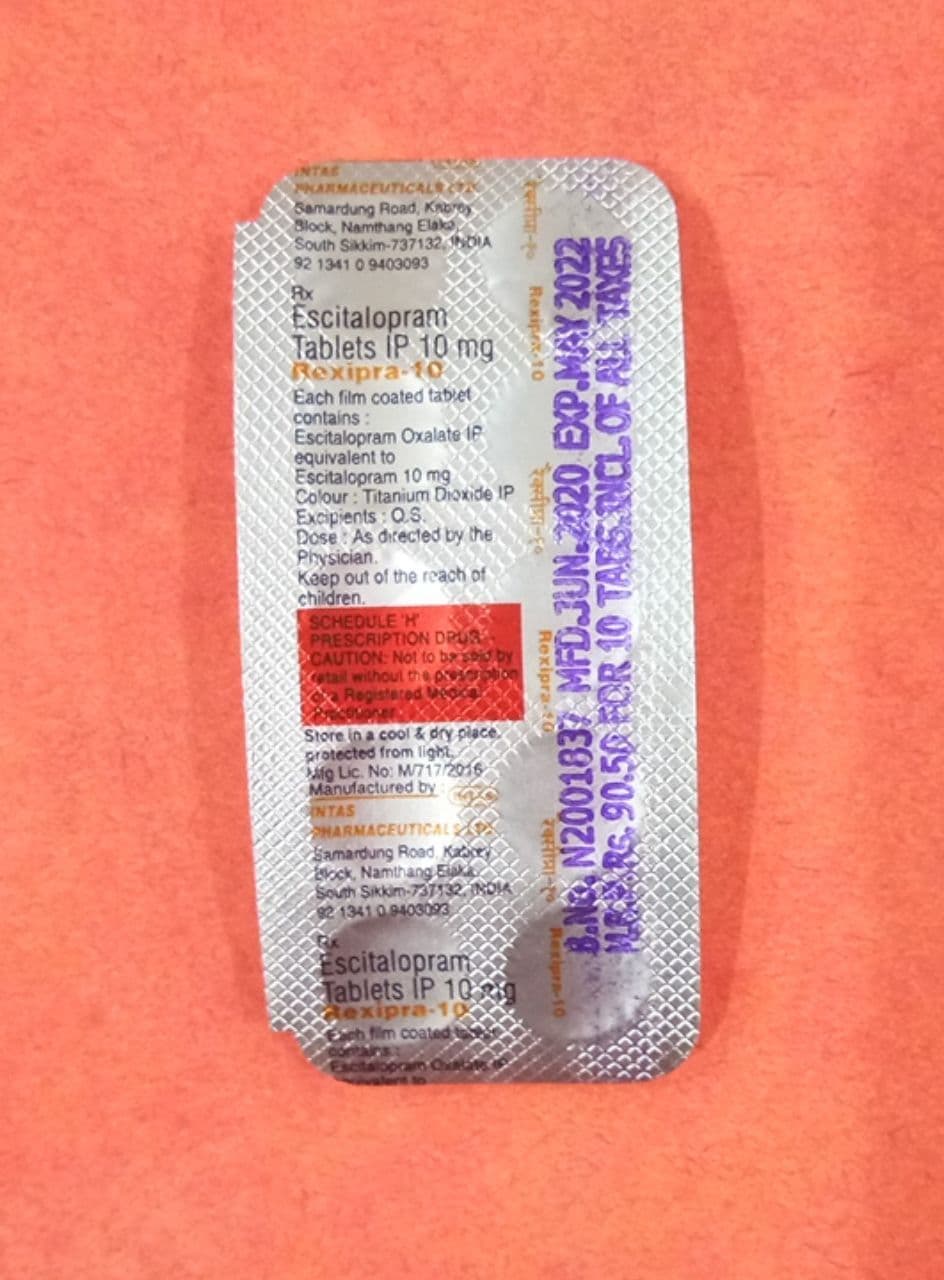 INTAS
PHARMACEUTICALS LTD.
Samardung Road, Kabrey
Block, Namthang Elaka,
South Sikkim-737132, INDIA
92 1341 0 9403093
Rx
Escitalopram
Tablets IP 10 mg
Rexipra-10
Each film coated tablet
contains :
Escitalopram Oxalate IP
equivalent to
Escitalopram 10 mg
Colour : Titanium Dioxide IP
Excipients : Q.S.
Dose : As directed by the
Physician.
Keep out of the reach of
children.
SCHEDULE 'H'
PRESCRIPTION DRUG -
CAUTION: Not to be sold by
retail without the prescription
of a Registered Medical
Practitioner
Store in a cool & dry place,
protected from light.
Mfg Lic. No: M/717/2016
Manufactured by :
INTAS
PHARMACEUTICALS LTD.
Samardung Road, Kabrey
Block, Namthang Elaka,
South Sikkim-737132, INDIA
92 1341 0 9403093
Rx
Escitalopram
Tablets IP 10 mg
Rexipra-10
Each film coated tablet
contains :
Escitalopram Oxalate IP
equivalent to
Rexipra-10
Rexipra-10
Rexipra-10
B.No. N2001837 MFD.JUN.2020 EXP.MAY 2022
M.R.P.Rs. 90.50 FOR 10 TABS.INCL.OF ALL TAXES